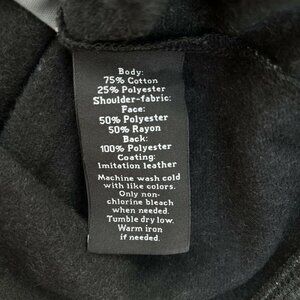 Body:
75% Cotton
25% Polyester
Shoulder-fabric:
Face:
50% Polyester
50% Rayon
Back:
100% Polyester
Coating:
Imitation leather
Machine wash cold
with like colors.
Only non-
chlorine bleach
when needed.
Tumble dry low.
Warm iron
if needed.